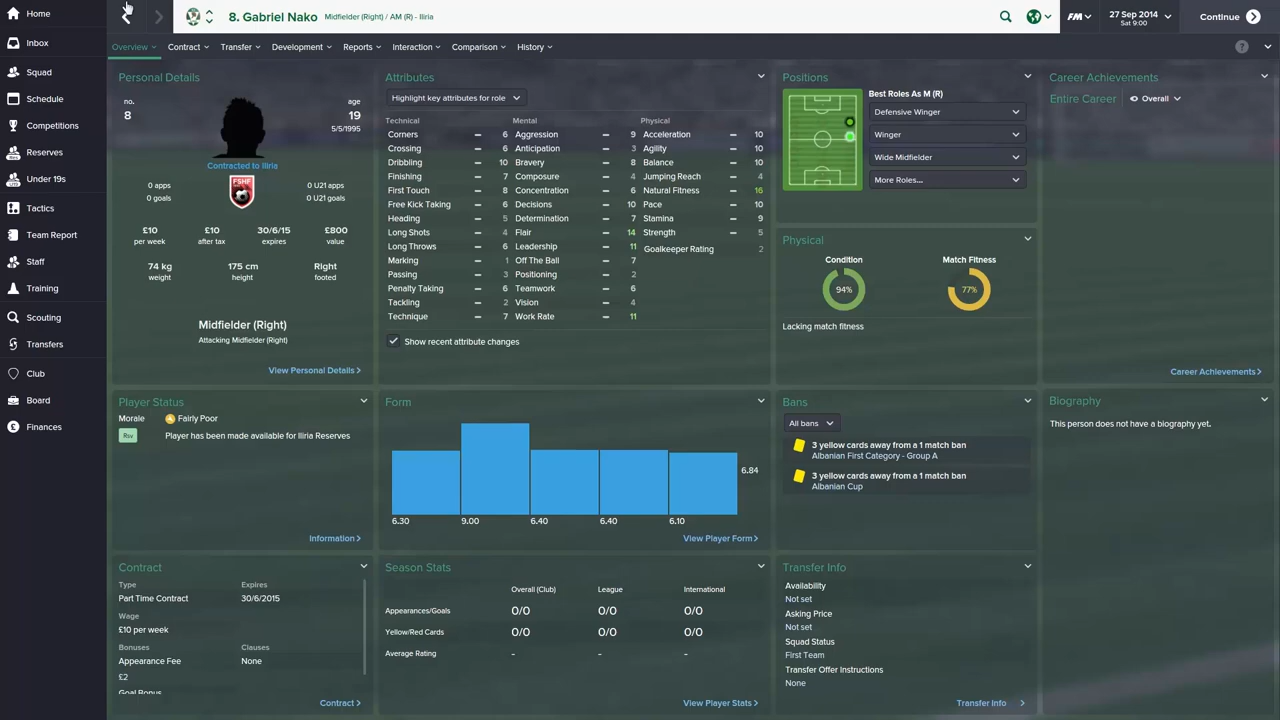 Home
Inbox
Squad
Schedule
Competitions
Reserves
Under 19s
Tactics
Team Report
Staff
Training
Scouting
Transfers
Club
Board
Finances
8. Gabriel Nako
Midfielder (Right) / AM (R) - Iliria
FM
27 Sep 2014
Sat 9:00
Continue
Overview
Contract
Transfer
Development
Reports
Interaction
Comparison
History
?
Personal Details
no.
8
age
19
5/5/1995
Contracted to Iliria
FSHF
0 apps
0 goals
0 U21 apps
0 U21 goals
£10
per week
£10
after tax
30/6/15
expires
£800
value
74 kg
weight
175 cm
height
Right
footed
Midfielder (Right)
Attacking Midfielder (Right)
View Personal Details >
Attributes
Highlight key attributes for role
Technical Mental Physical
Corners – 6 Aggression – 9 Acceleration – 10
Crossing – 6 Anticipation – 3 Agility – 10
Dribbling – 10 Bravery – 8 Balance – 10
Finishing – 7 Composure – 4 Jumping Reach – 4
First Touch – 8 Concentration – 6 Natural Fitness – 16
Free Kick Taking – 6 Decisions – 10 Pace – 10
Heading – 5 Determination – 7 Stamina – 9
Long Shots – 4 Flair – 14 Strength – 5
Long Throws – 6 Leadership – 11 Goalkeeper Rating 2
Marking – 1 Off The Ball – 7
Passing – 3 Positioning – 2
Penalty Taking – 6 Teamwork – 6
Tackling – 2 Vision – 4
Technique – 7 Work Rate – 11
Show recent attribute changes
Positions
Best Roles As M (R)
Defensive Winger
Winger
Wide Midfielder
More Roles...
Physical
Condition
94%
Match Fitness
77%
Lacking match fitness
Career Achievements
Entire Career
Overall
Career Achievements >
Player Status
Morale Fairly Poor
Rsv Player has been made available for Iliria Reserves
Information >
Form
6.84
6.30 9.00 6.40 6.40 6.10
View Player Form >
Bans
All bans
3 yellow cards away from a 1 match ban
Albanian First Category - Group A
3 yellow cards away from a 1 match ban
Albanian Cup
Biography
This person does not have a biography yet.
Contract
Type
Part Time Contract
Expires
30/6/2015
Wage
£10 per week
Bonuses
Appearance Fee
£2
Goal Bonus
Clauses
None
Contract >
Season Stats
Overall (Club) League International
Appearances/Goals 0/0 0/0 0/0
Yellow/Red Cards 0/0 0/0 0/0
Average Rating - - -
View Player Stats >
Transfer Info
Availability
Not set
Asking Price
Not set
Squad Status
First Team
Transfer Offer Instructions
None
Transfer Info >